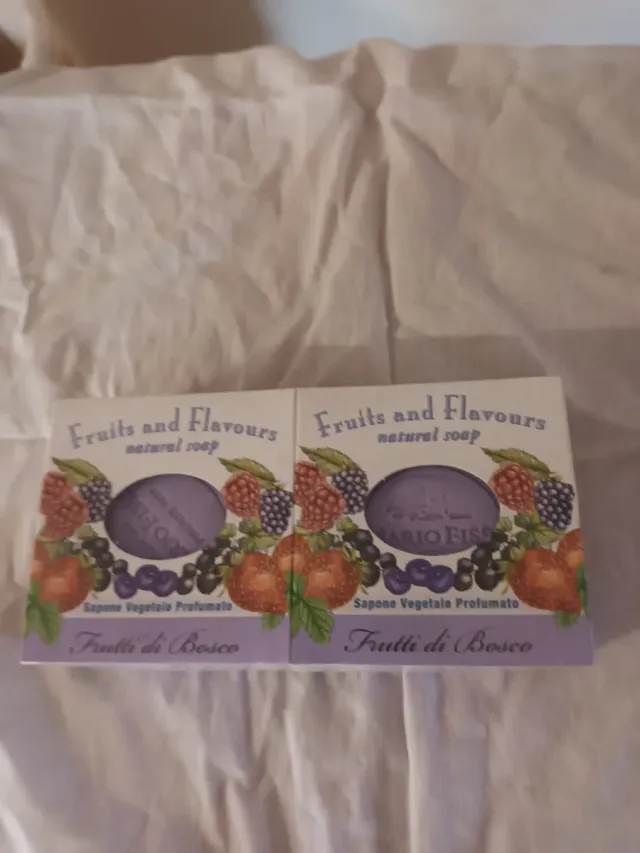 Fruits and Flavours
natural soap
Sapone Vegetale Profumato
Frutti di Bosco
Fruits and Flavours
natural soap
Sapone Vegetale Profumato
Frutti di Bosco